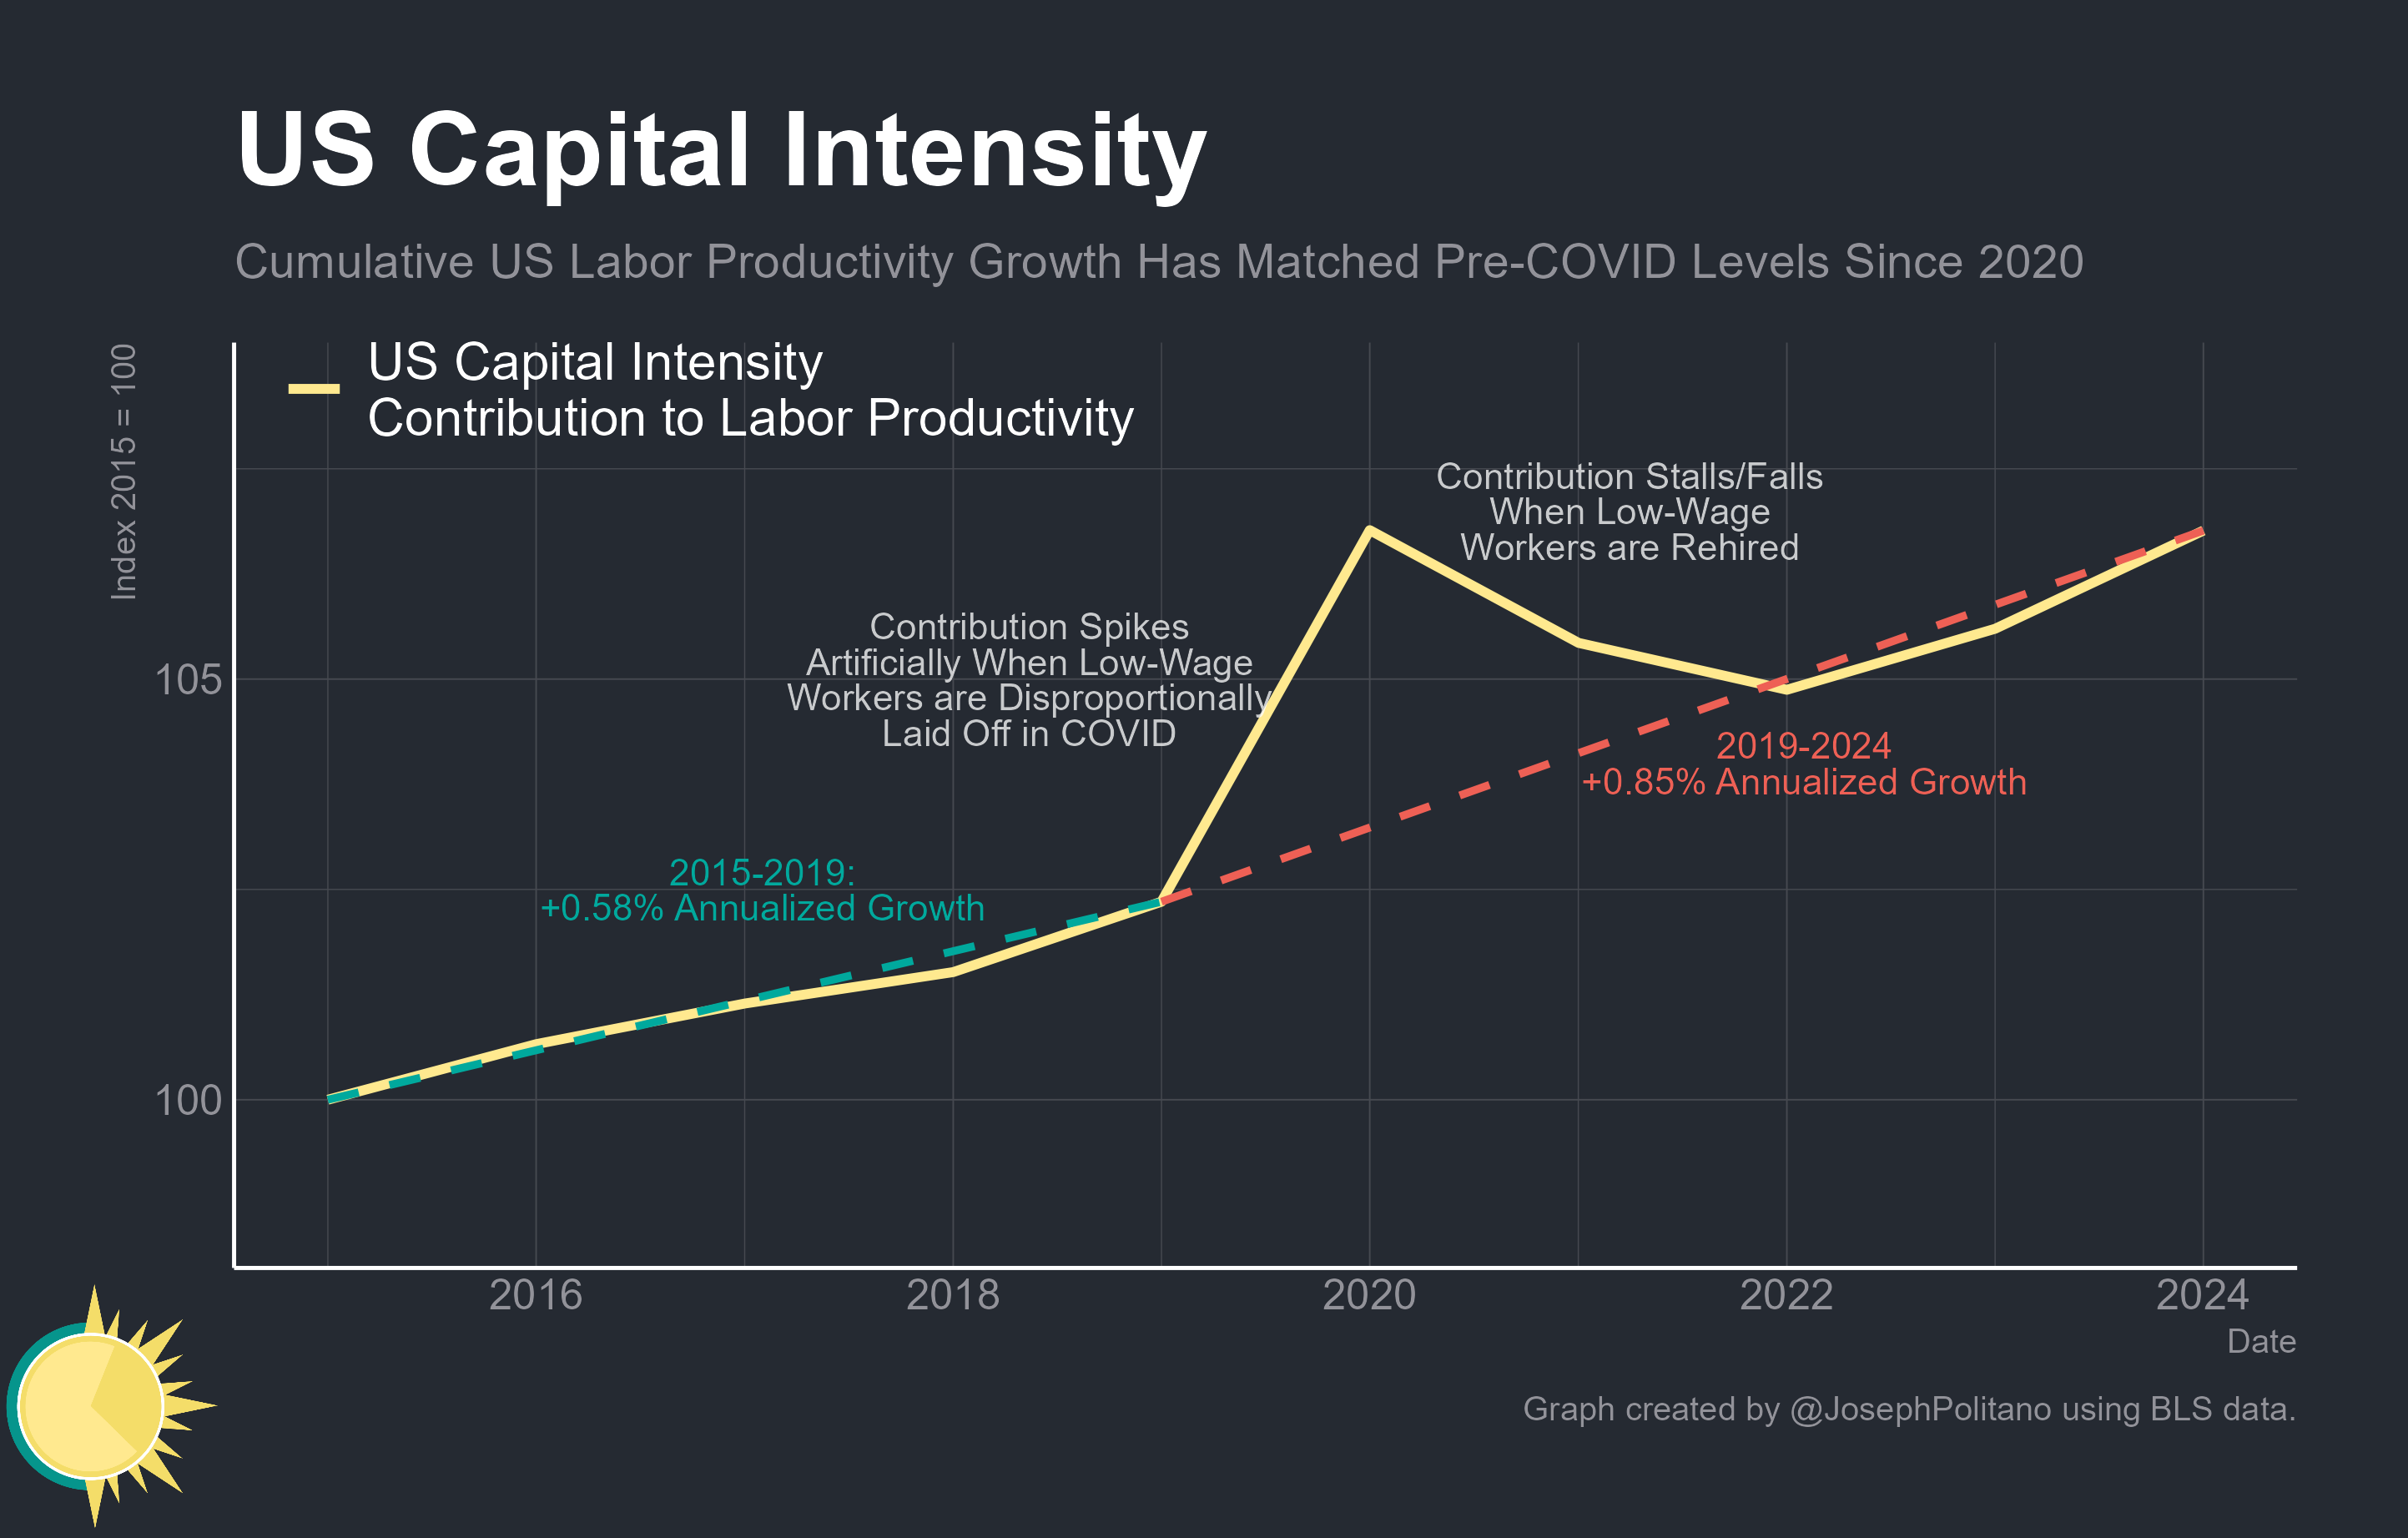 US Capital Intensity
Cumulative US Labor Productivity Growth Has Matched Pre-COVID Levels Since 2020
Index 2015 = 100
US Capital Intensity
Contribution to Labor Productivity
Contribution Stalls/Falls
When Low-Wage
Workers are Rehired
Contribution Spikes
Artificially When Low-Wage
Workers are Disproportionally
Laid Off in COVID
105
2019-2024
+0.85% Annualized Growth
2015-2019:
+0.58% Annualized Growth
100
2016
2018
2020
2022
2024
Date
Graph created by @JosephPolitano using BLS data.